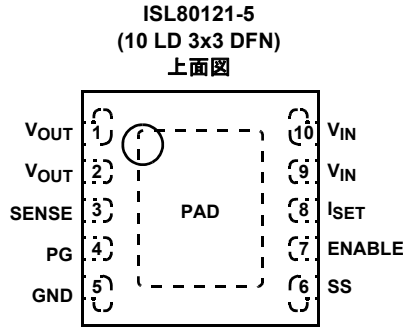 ISL80121-5
(10 LD 3x3 DFN)
上面図
VOUT 1 10 VIN
VOUT 2 9 VIN
SENSE 3 PAD 8 ISET
PG 4 7 ENABLE
GND 5 6 SS